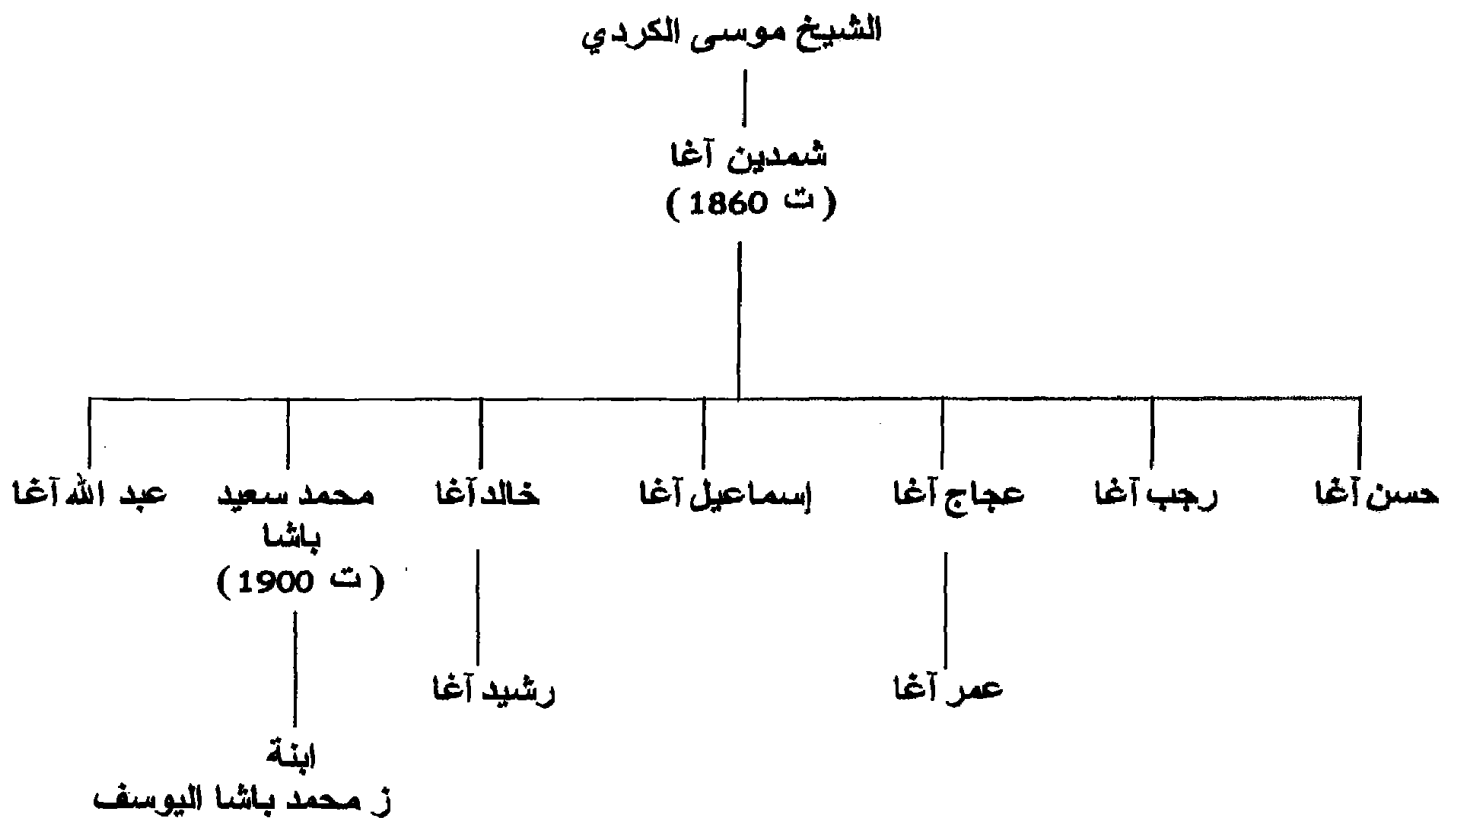 الشيخ موسى الكردي
شمدين آغا
(ت 1860)
حسن آغا
رجب آغا
عجاج آغا
إسماعيل آغا
خالد آغا
محمد سعيد
باشا
(ت 1900)
عبد الله آغا
عمر آغا
رشيد آغا
ابنة
ز محمد باشا اليوسف